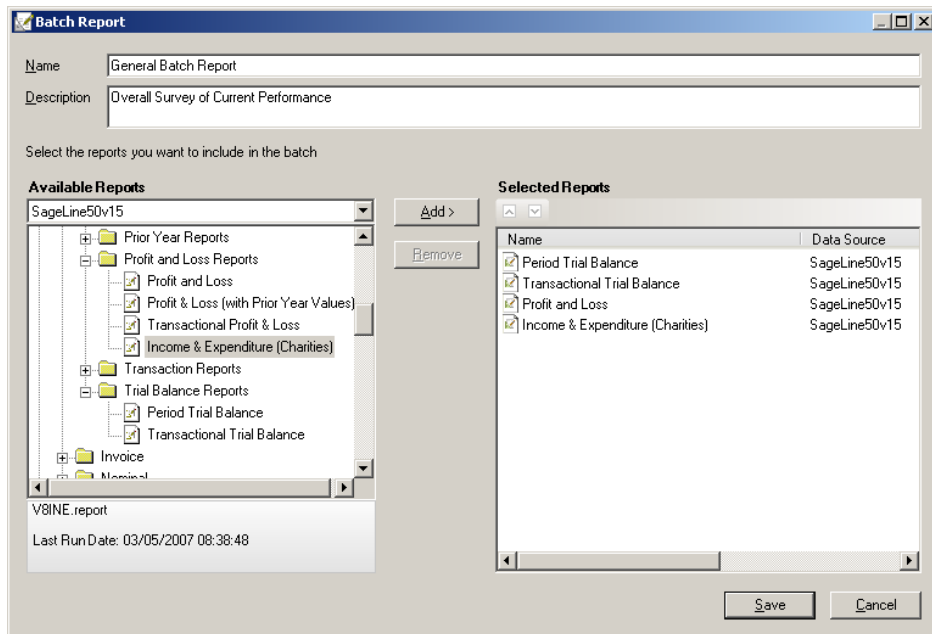 Batch Report
Name
General Batch Report
Description
Overall Survey of Current Performance
Select the reports you want to include in the batch
Available Reports
SageLine50v15
Prior Year Reports
Profit and Loss Reports
Profit and Loss
Profit & Loss (with Prior Year Values)
Transactional Profit & Loss
Income & Expenditure (Charities)
Transaction Reports
Trial Balance Reports
Period Trial Balance
Transactional Trial Balance
Invoice
Nominal
V8INE.report
Last Run Date: 03/05/2007 08:38:48
Add >
Remove
Selected Reports
Name Data Source
Period Trial Balance SageLine50v15
Transactional Trial Balance SageLine50v15
Profit and Loss SageLine50v15
Income & Expenditure (Charities) SageLine50v15
Save Cancel